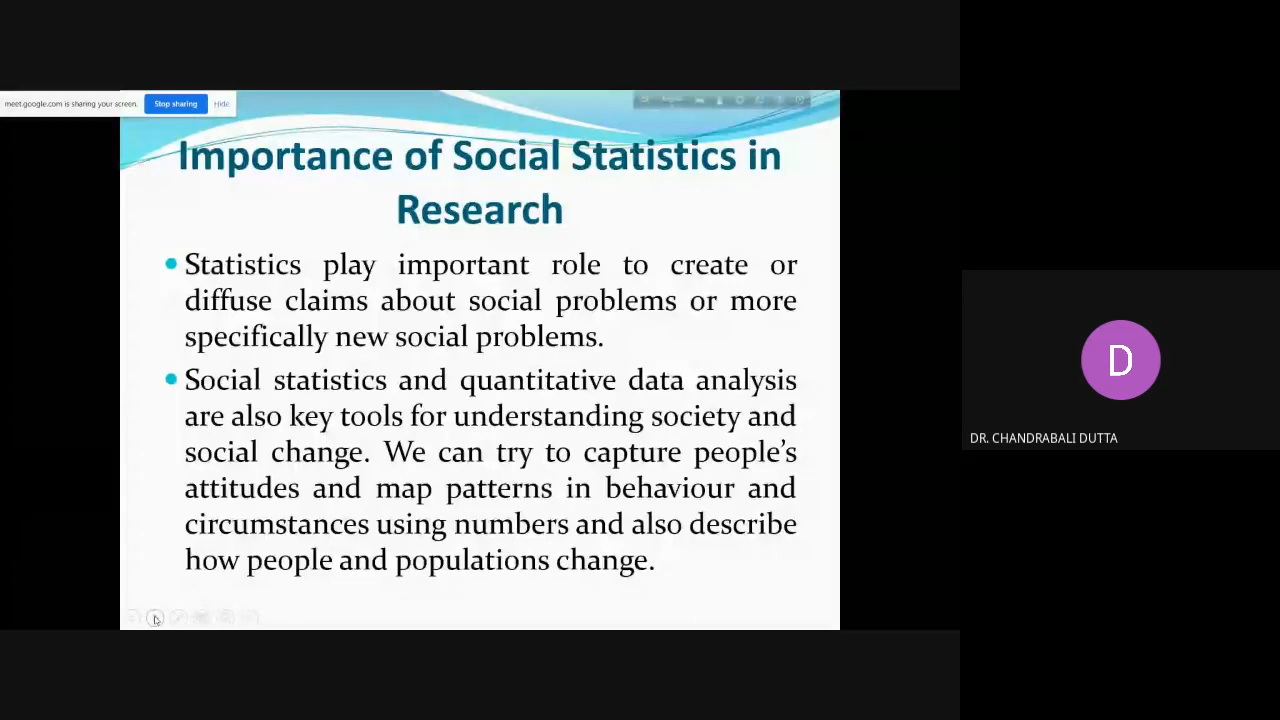 meet.google.com is sharing your screen.
Stop sharing
Hide
Importance of Social Statistics in
Research
Statistics play important role to create or
diffuse claims about social problems or more
specifically new social problems.
Social statistics and quantitative data analysis
are also key tools for understanding society and
social change. We can try to capture people’s
attitudes and map patterns in behaviour and
circumstances using numbers and also describe
how people and populations change.
D
DR. CHANDRABALI DUTTA